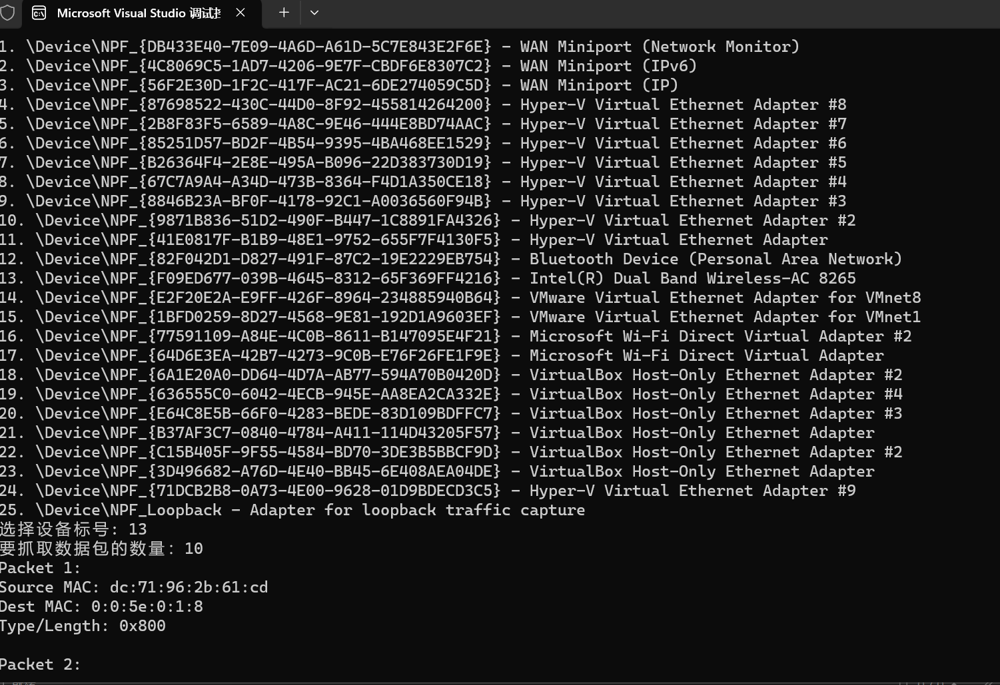 Microsoft Visual Studio 调试
1. \Device\NPF_{DB433E40-7E09-4A6D-A61D-5C7E843E2F6E} - WAN Miniport (Network Monitor)
2. \Device\NPF_{4C8069C5-1AD7-4206-9E7F-CBDF6E8307C2} - WAN Miniport (IPv6)
3. \Device\NPF_{56F2E30D-1F2C-417F-AC21-6DE274059C5D} - WAN Miniport (IP)
4. \Device\NPF_{87698522-430C-44D0-8F92-455814264200} - Hyper-V Virtual Ethernet Adapter #8
5. \Device\NPF_{2B8F83F5-6589-4A8C-9E46-444E8BD74AAC} - Hyper-V Virtual Ethernet Adapter #7
6. \Device\NPF_{85251D57-BD2F-4B54-9395-4BA468EE1529} - Hyper-V Virtual Ethernet Adapter #6
7. \Device\NPF_{B26364F4-2E8E-495A-B096-22D383730D19} - Hyper-V Virtual Ethernet Adapter #5
8. \Device\NPF_{67C7A9A4-A34D-473B-8364-F4D1A350CE18} - Hyper-V Virtual Ethernet Adapter #4
9. \Device\NPF_{8846B23A-BF0F-4178-92C1-A0036560F94B} - Hyper-V Virtual Ethernet Adapter #3
10. \Device\NPF_{9871B836-51D2-490F-B447-1C8891FA4326} - Hyper-V Virtual Ethernet Adapter #2
11. \Device\NPF_{41E0817F-B1B9-48E1-9752-655F7F4130F5} - Hyper-V Virtual Ethernet Adapter
12. \Device\NPF_{82F042D1-D827-491F-87C2-19E2229EB754} - Bluetooth Device (Personal Area Network)
13. \Device\NPF_{F09ED677-039B-4645-8312-65F369FF4216} - Intel(R) Dual Band Wireless-AC 8265
14. \Device\NPF_{E2F20E2A-E9FF-426F-8964-234885940B64} - VMware Virtual Ethernet Adapter for VMnet8
15. \Device\NPF_{1BFD0259-8D27-4568-9E81-192D1A9603EF} - VMware Virtual Ethernet Adapter for VMnet1
16. \Device\NPF_{77591109-A84E-4C0B-8611-B147095E4F21} - Microsoft Wi-Fi Direct Virtual Adapter #2
17. \Device\NPF_{64D6E3EA-42B7-4273-9C0B-E76F26FE1F9E} - Microsoft Wi-Fi Direct Virtual Adapter
18. \Device\NPF_{6A1E20A0-DD64-4D7A-AB77-594A70B0420D} - VirtualBox Host-Only Ethernet Adapter #2
19. \Device\NPF_{636555C0-6042-4ECB-945E-AA8EA2CA332E} - VirtualBox Host-Only Ethernet Adapter #4
20. \Device\NPF_{E64C8E5B-66F0-4283-BEDE-83D109BDFFC7} - VirtualBox Host-Only Ethernet Adapter #3
21. \Device\NPF_{B37AF3C7-0840-4784-A411-114D43205F57} - VirtualBox Host-Only Ethernet Adapter
22. \Device\NPF_{C15B405F-9F55-4584-BD70-3DE3B5BBCF9D} - VirtualBox Host-Only Ethernet Adapter #2
23. \Device\NPF_{3D496682-A76D-4E40-BB45-6E408AEA04DE} - VirtualBox Host-Only Ethernet Adapter
24. \Device\NPF_{71DCB2B8-0A73-4E00-9628-01D9BDECD3C5} - Hyper-V Virtual Ethernet Adapter #9
25. \Device\NPF_Loopback - Adapter for loopback traffic capture
选择设备标号: 13
要抓取数据包的数量: 10
Packet 1:
Source MAC: dc:71:96:2b:61:cd
Dest MAC: 0:0:5e:0:1:8
Type/Length: 0x800
Packet 2: